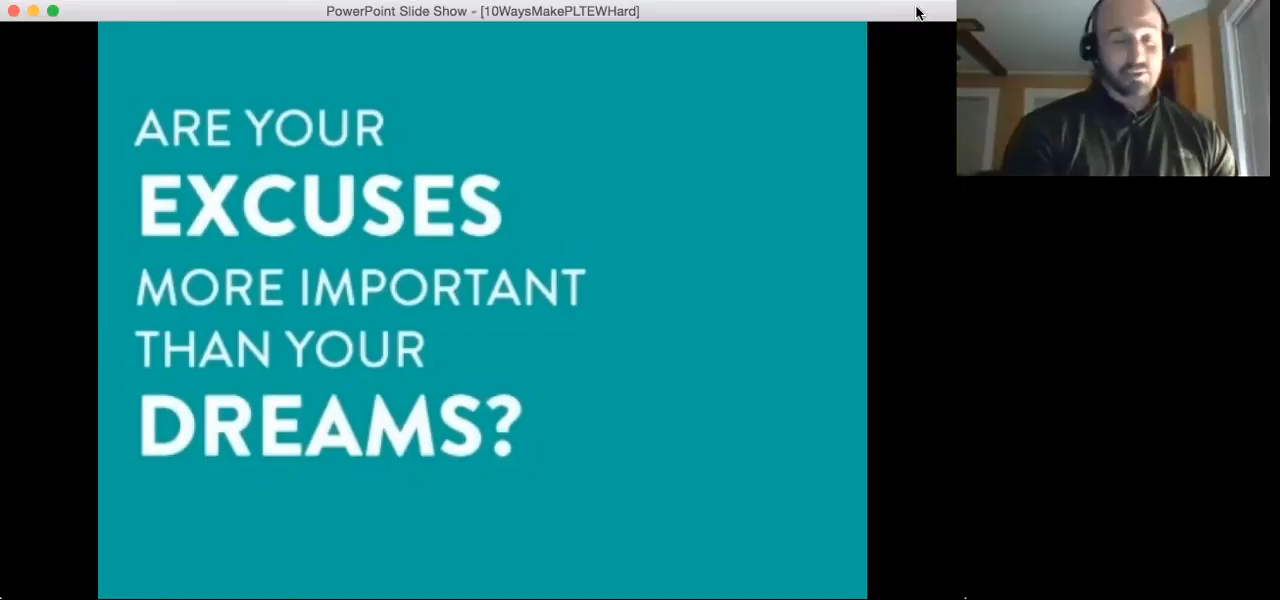 PowerPoint Slide Show - [10WaysMakePLTEWHard]
ARE YOUR
EXCUSES
MORE IMPORTANT
THAN YOUR
DREAMS?